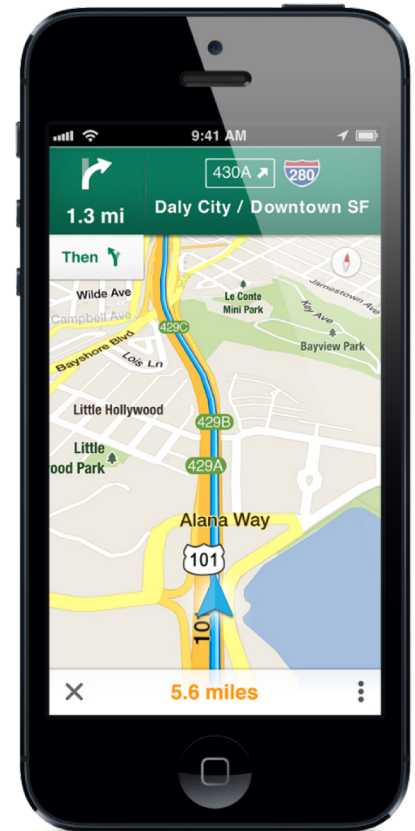 9:41 AM
430A
280
Daly City / Downtown SF
1.3 mi
Then
Wilde Ave
Le Conte
Mini Park
Jamestown Ave
Key Ave
Campbell Ave
429C
Bayview Park
Bayshore Blvd
Lois Ln
Little Hollywood
429B
Little
ood Park
429A
Alana Way
101
101
5.6 miles